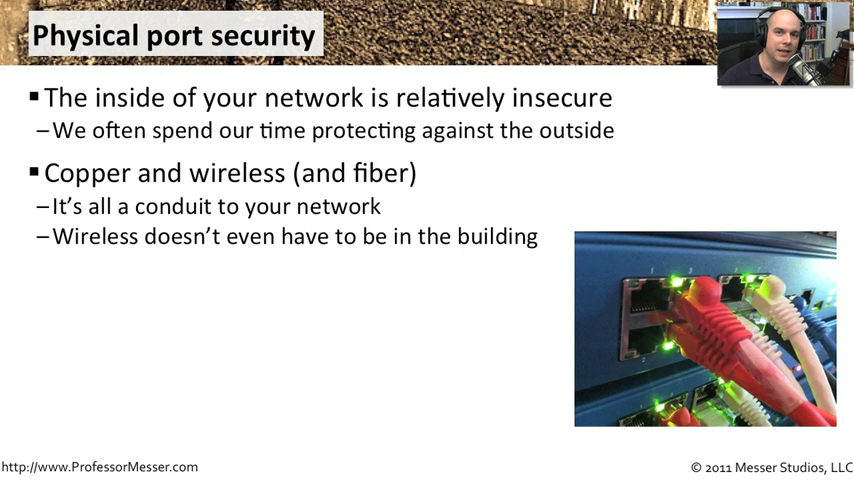 Physical port security
▪ The inside of your network is relatively insecure
– We often spend our time protecting against the outside
▪ Copper and wireless (and fiber)
– It's all a conduit to your network
– Wireless doesn't even have to be in the building
http://www.ProfessorMesser.com
© 2011 Messer Studios, LLC